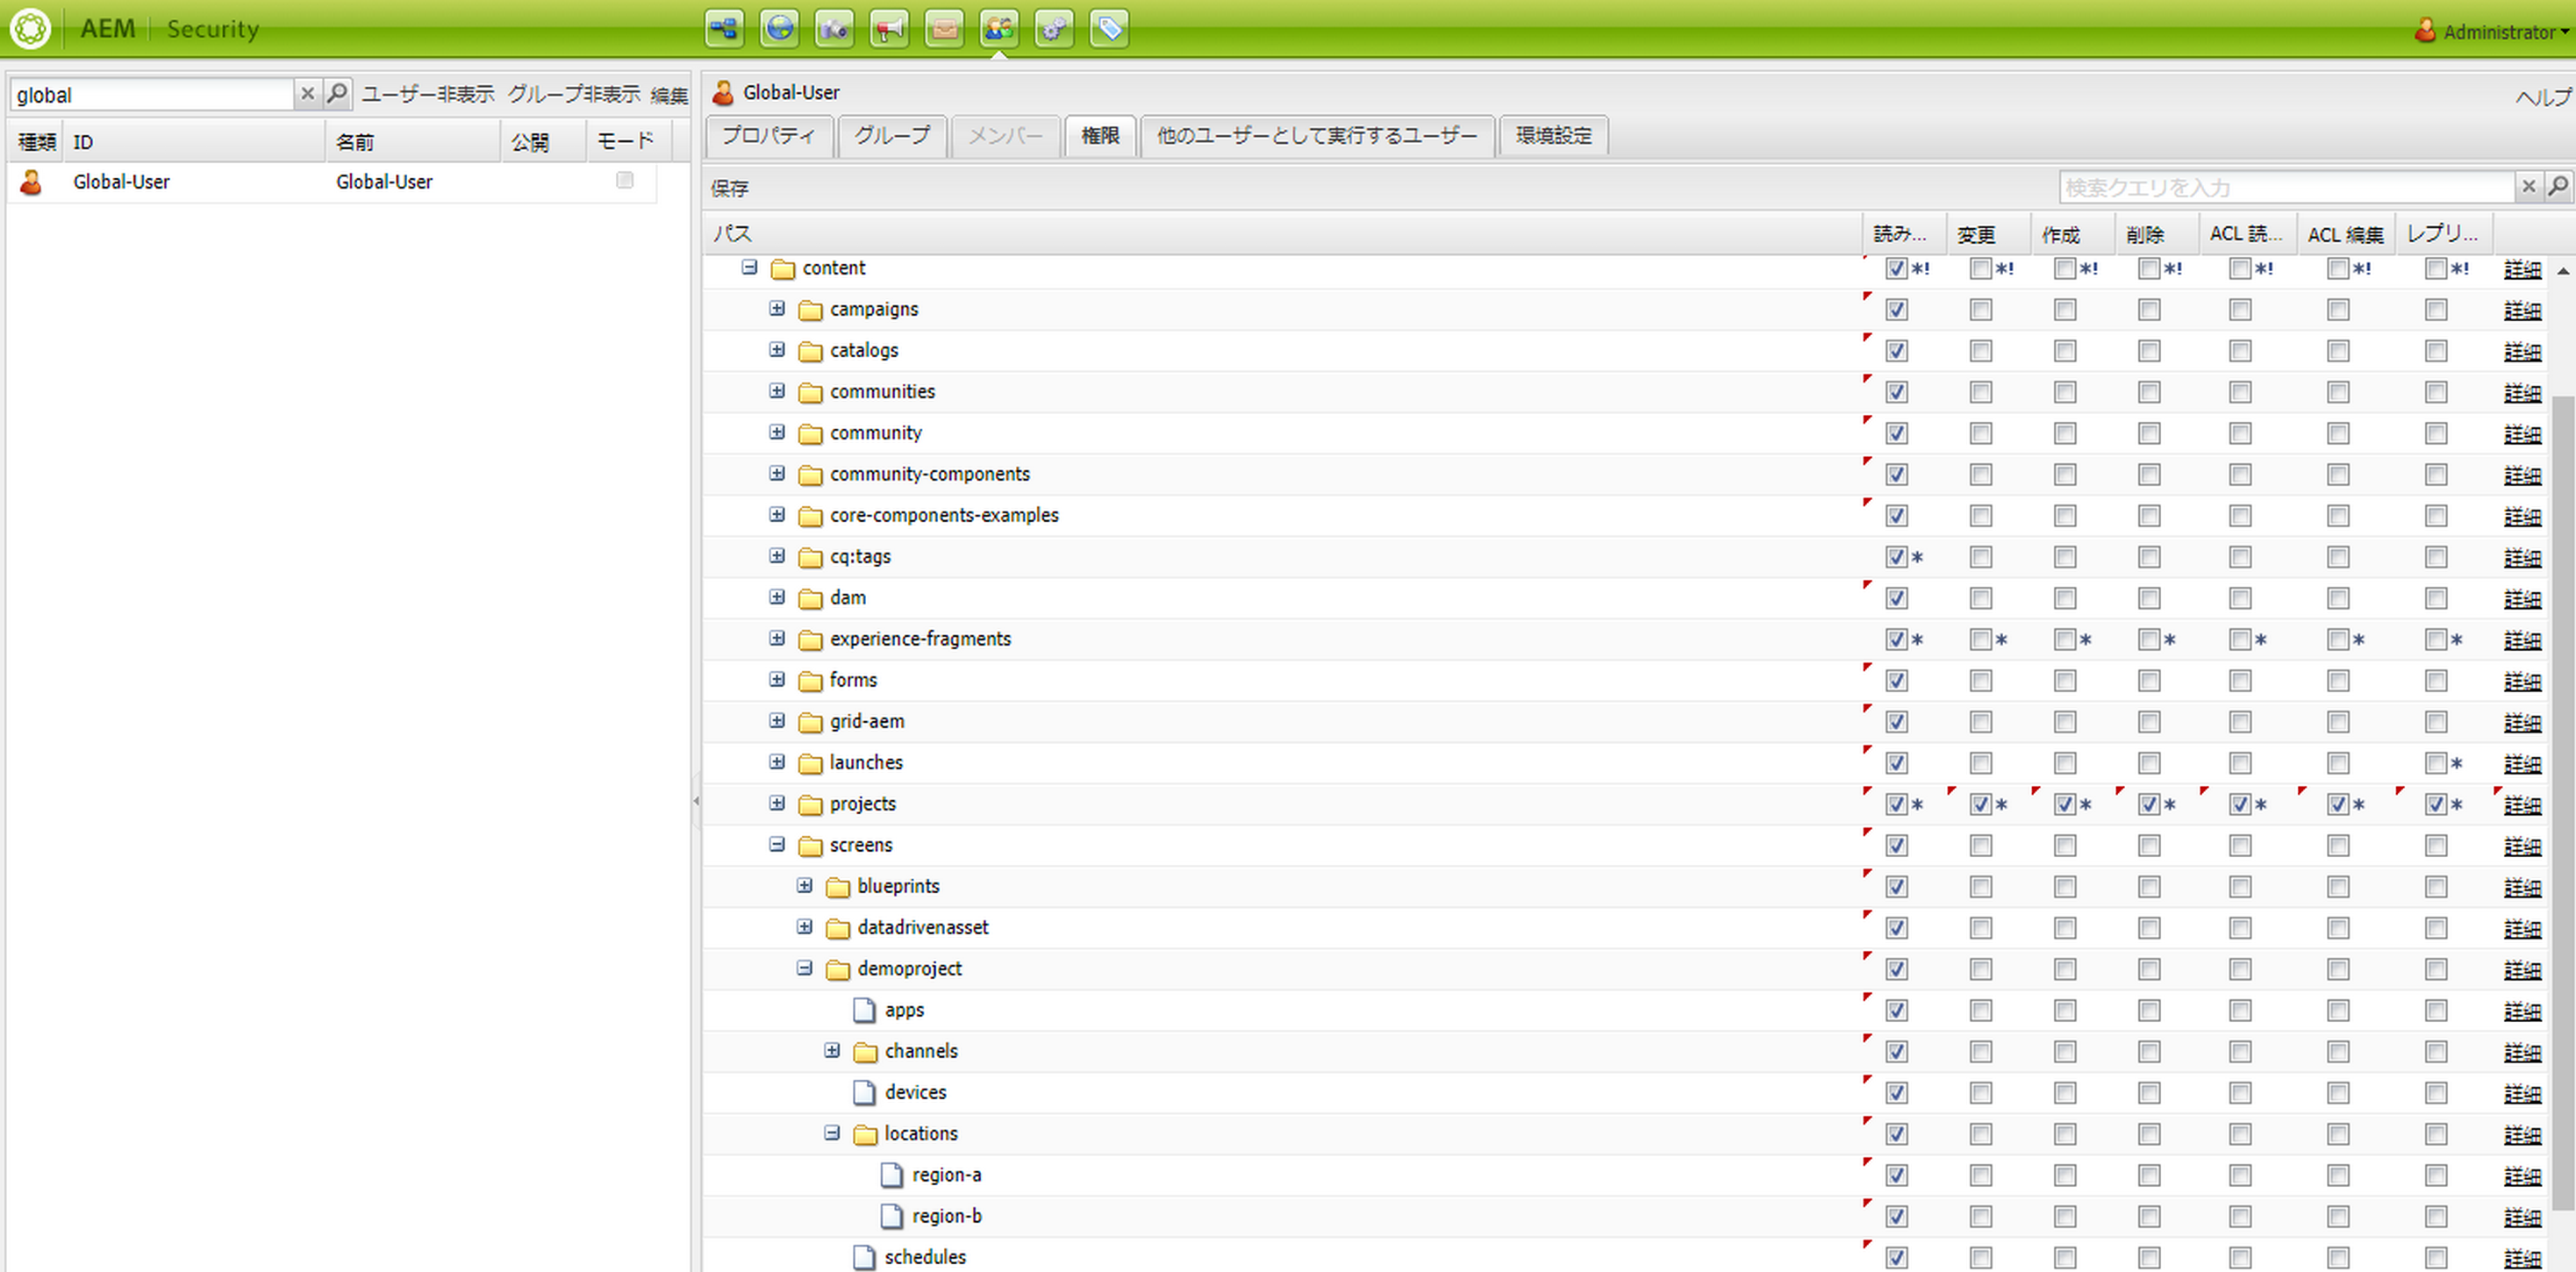 AEM Security Administrator
global ユーザー非表示 グループ非表示 編集
種類 ID 名前 公開 モード
Global-User Global-User
Global-User ヘルプ
プロパティ グループ メンバー 権限 他のユーザーとして実行するユーザー 環境設定
保存 検索クエリを入力
パス 読み... 変更 作成 削除 ACL 読... ACL 編集 レプリ...
content *! *! *! *! *! *! *! 詳細
campaigns 詳細
catalogs 詳細
communities 詳細
community 詳細
community-components 詳細
core-components-examples 詳細
cq:tags * 詳細
dam 詳細
experience-fragments * * * * * * * 詳細
forms 詳細
grid-aem 詳細
launches * 詳細
projects * * * * * * * 詳細
screens 詳細
blueprints 詳細
datadrivenasset 詳細
demoproject 詳細
apps 詳細
channels 詳細
devices 詳細
locations 詳細
region-a 詳細
region-b 詳細
schedules 詳細